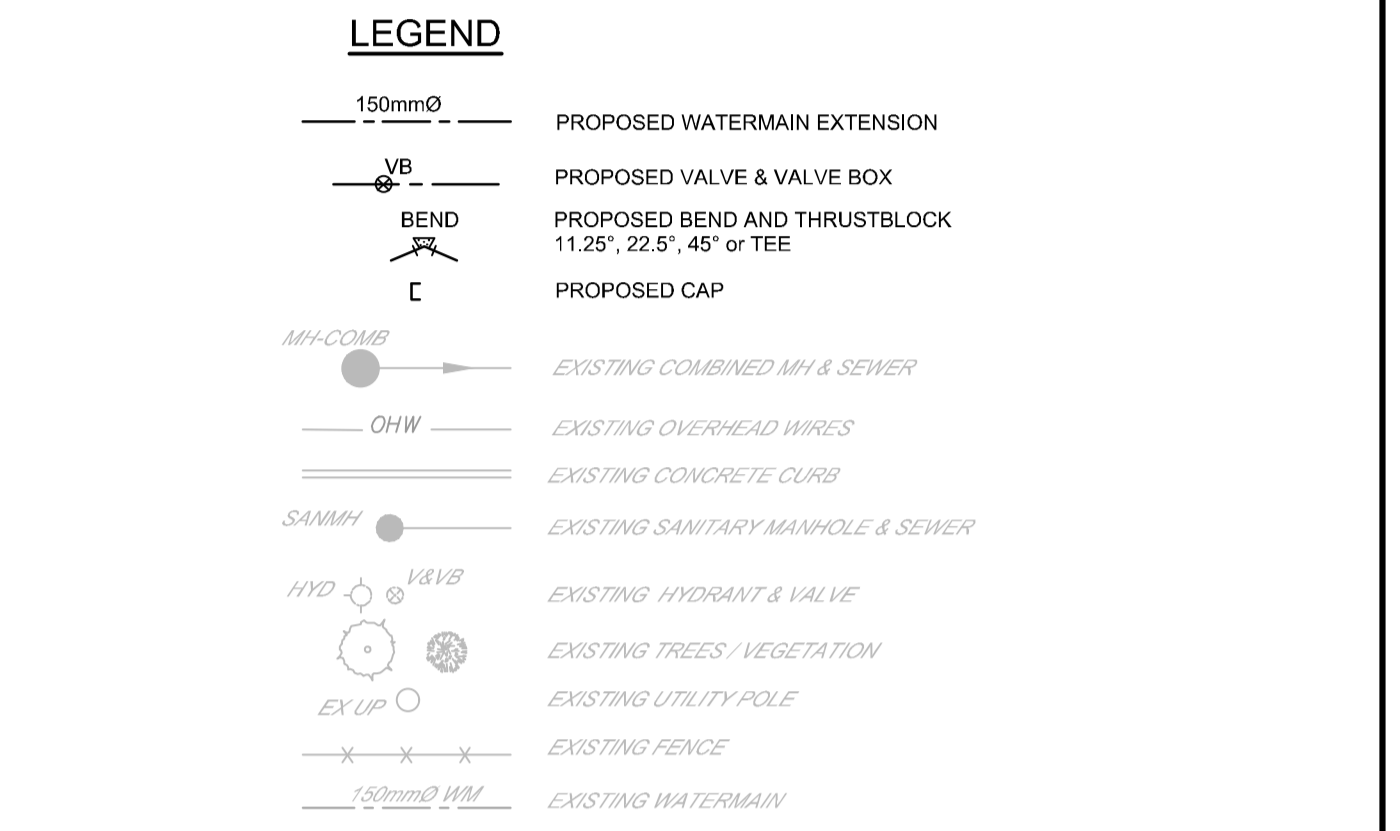 LEGEND
150mmØ
PROPOSED WATERMAIN EXTENSION
VB
PROPOSED VALVE & VALVE BOX
BEND
PROPOSED BEND AND THRUSTBLOCK
11.25°, 22.5°, 45° or TEE
PROPOSED CAP
MH-COMB
EXISTING COMBINED MH & SEWER
OHW
EXISTING OVERHEAD WIRES
EXISTING CONCRETE CURB
SANMH
EXISTING SANITARY MANHOLE & SEWER
HYD
V&VB
EXISTING HYDRANT & VALVE
EXISTING TREES / VEGETATION
EX UP
EXISTING UTILITY POLE
EXISTING FENCE
150mmØ WM
EXISTING WATERMAIN